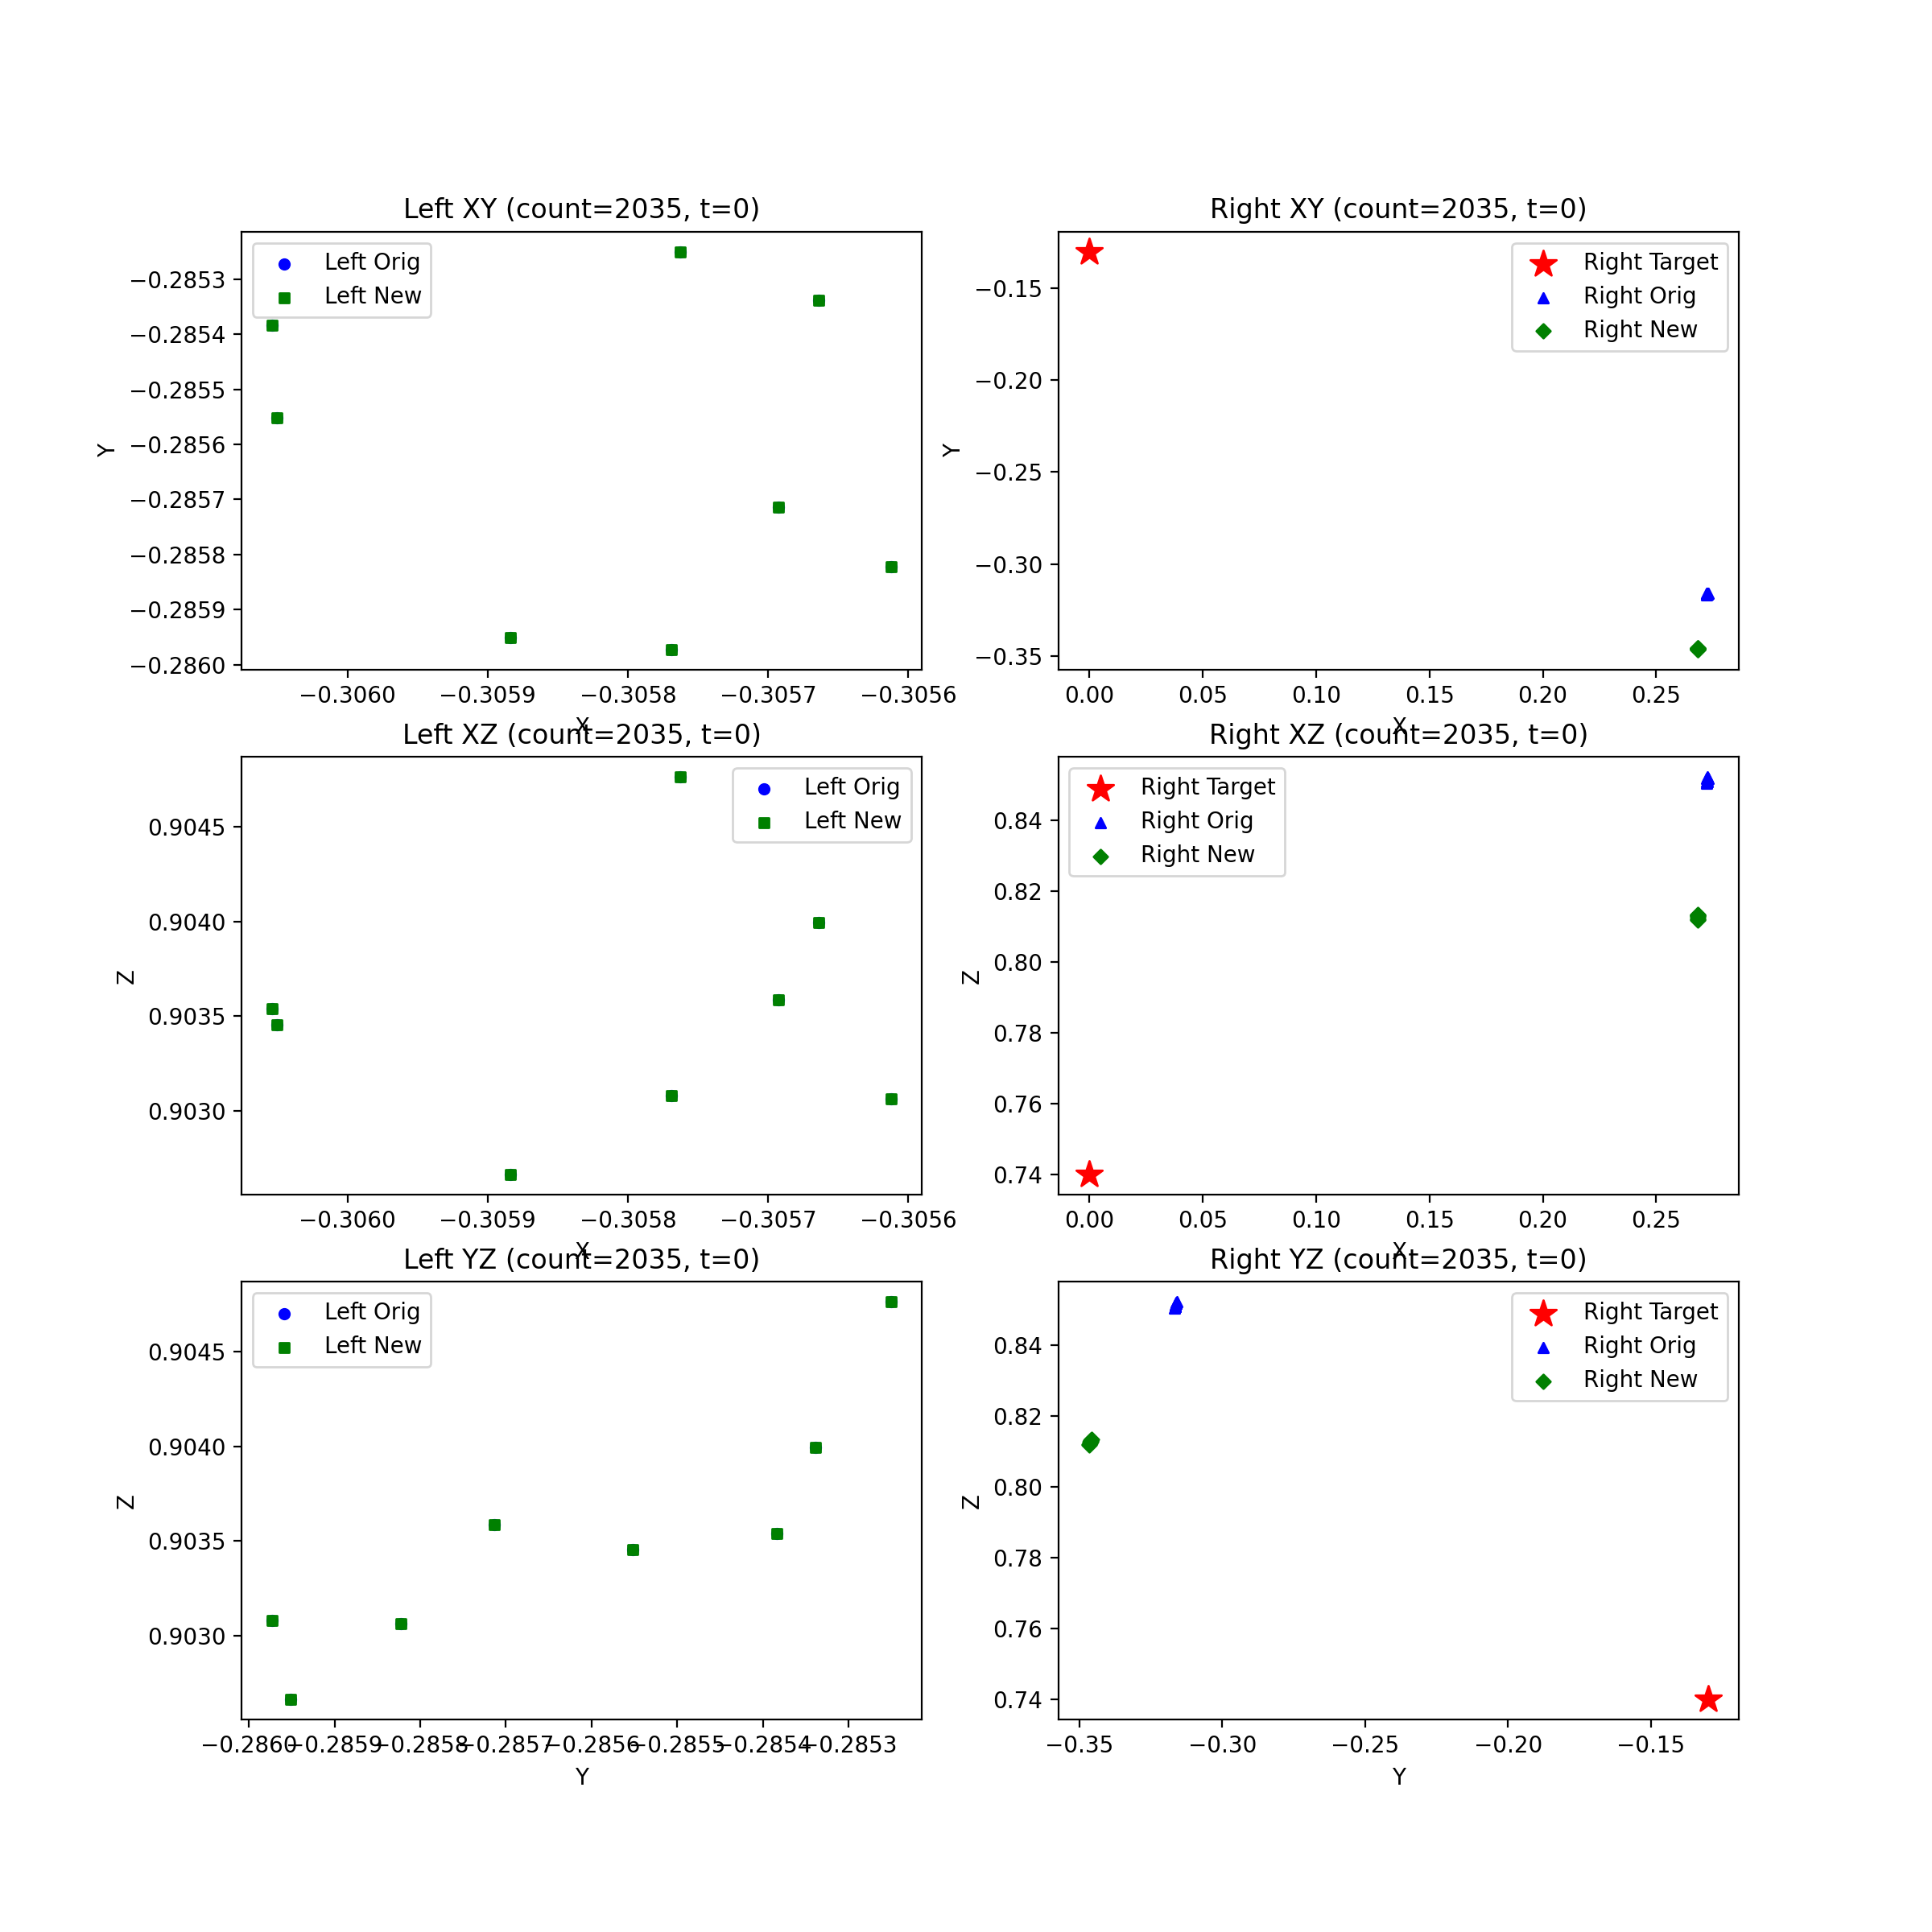 Left XY (count=2035, t=0)
Left Orig
Left New
−0.2853
−0.2854
−0.2855
−0.2856
−0.2857
−0.2858
−0.2859
−0.2860
Y
−0.3060 −0.3059 −0.3058 −0.3057 −0.3056
X
Right XY (count=2035, t=0)
Right Target
Right Orig
Right New
−0.15
−0.20
−0.25
−0.30
−0.35
Y
0.00 0.05 0.10 0.15 0.20 0.25
X
Left XZ (count=2035, t=0)
Left Orig
Left New
0.9045
0.9040
0.9035
0.9030
Z
−0.3060 −0.3059 −0.3058 −0.3057 −0.3056
X
Right XZ (count=2035, t=0)
Right Target
Right Orig
Right New
0.84
0.82
0.80
0.78
0.76
0.74
Z
0.00 0.05 0.10 0.15 0.20 0.25
X
Left YZ (count=2035, t=0)
Left Orig
Left New
0.9045
0.9040
0.9035
0.9030
Z
−0.2860 −0.2859 −0.2858 −0.2857 −0.2856 −0.2855 −0.2854 −0.2853
Y
Right YZ (count=2035, t=0)
Right Target
Right Orig
Right New
0.84
0.82
0.80
0.78
0.76
0.74
Z
−0.35 −0.30 −0.25 −0.20 −0.15
Y